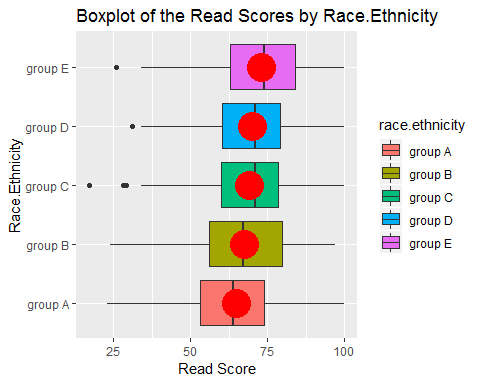 Boxplot of the Read Scores by Race.Ethnicity
group E
group D
group C
group B
group A
Race.Ethnicity
25 50 75 100
Read Score
race.ethnicity
group A
group B
group C
group D
group E